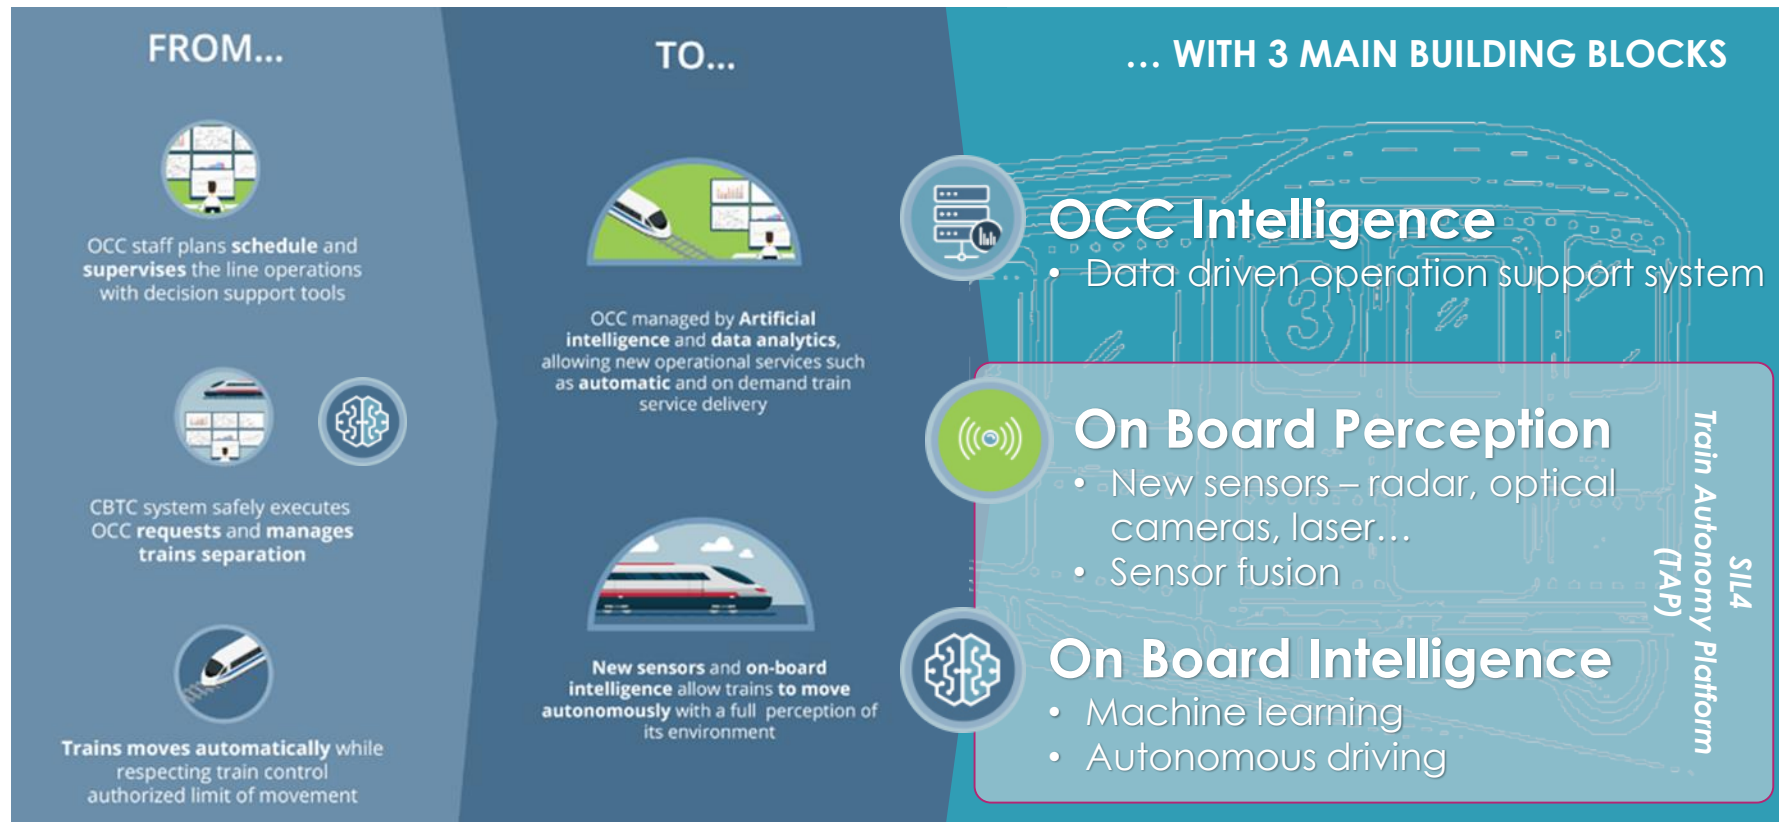 FROM...
OCC staff plans schedule and
supervises the line operations
with decision support tools
CBTC system safely executes
OCC requests and manages
trains separation
Trains moves automatically while
respecting train control
authorized limit of movement
TO...
OCC managed by Artificial
intelligence and data analytics,
allowing new operational services such
as automatic and on demand train
service delivery
New sensors and on-board
intelligence allow trains to move
autonomously with a full perception of
its environment
... WITH 3 MAIN BUILDING BLOCKS
OCC Intelligence
• Data driven operation support system
3
On Board Perception
• New sensors – radar, optical
cameras, laser...
• Sensor fusion
On Board Intelligence
• Machine learning
• Autonomous driving
SIL4
Train Autonomy Platform
(TAP)